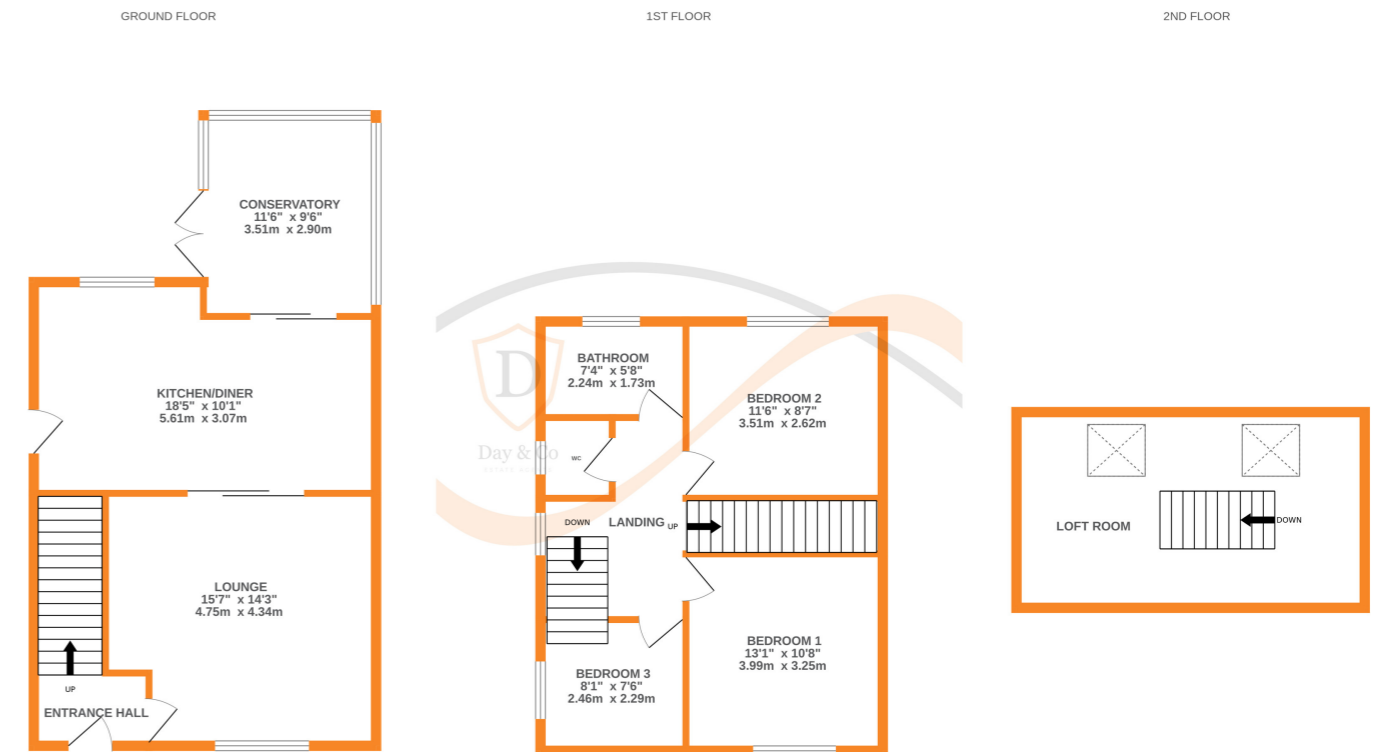 GROUND FLOOR
1ST FLOOR
2ND FLOOR
CONSERVATORY
11'6" x 9'6"
3.51m x 2.90m
KITCHEN/DINER
18'5" x 10'1"
5.61m x 3.07m
LOUNGE
15'7" x 14'3"
4.75m x 4.34m
UP
ENTRANCE HALL
BATHROOM
7'4" x 5'8"
2.24m x 1.73m
BEDROOM 2
11'6" x 8'7"
3.51m x 2.62m
D
Day & Co
WC
DOWN
LANDING
UP
BEDROOM 1
13'1" x 10'8"
3.99m x 3.25m
BEDROOM 3
8'1" x 7'6"
2.46m x 2.29m
LOFT ROOM
DOWN